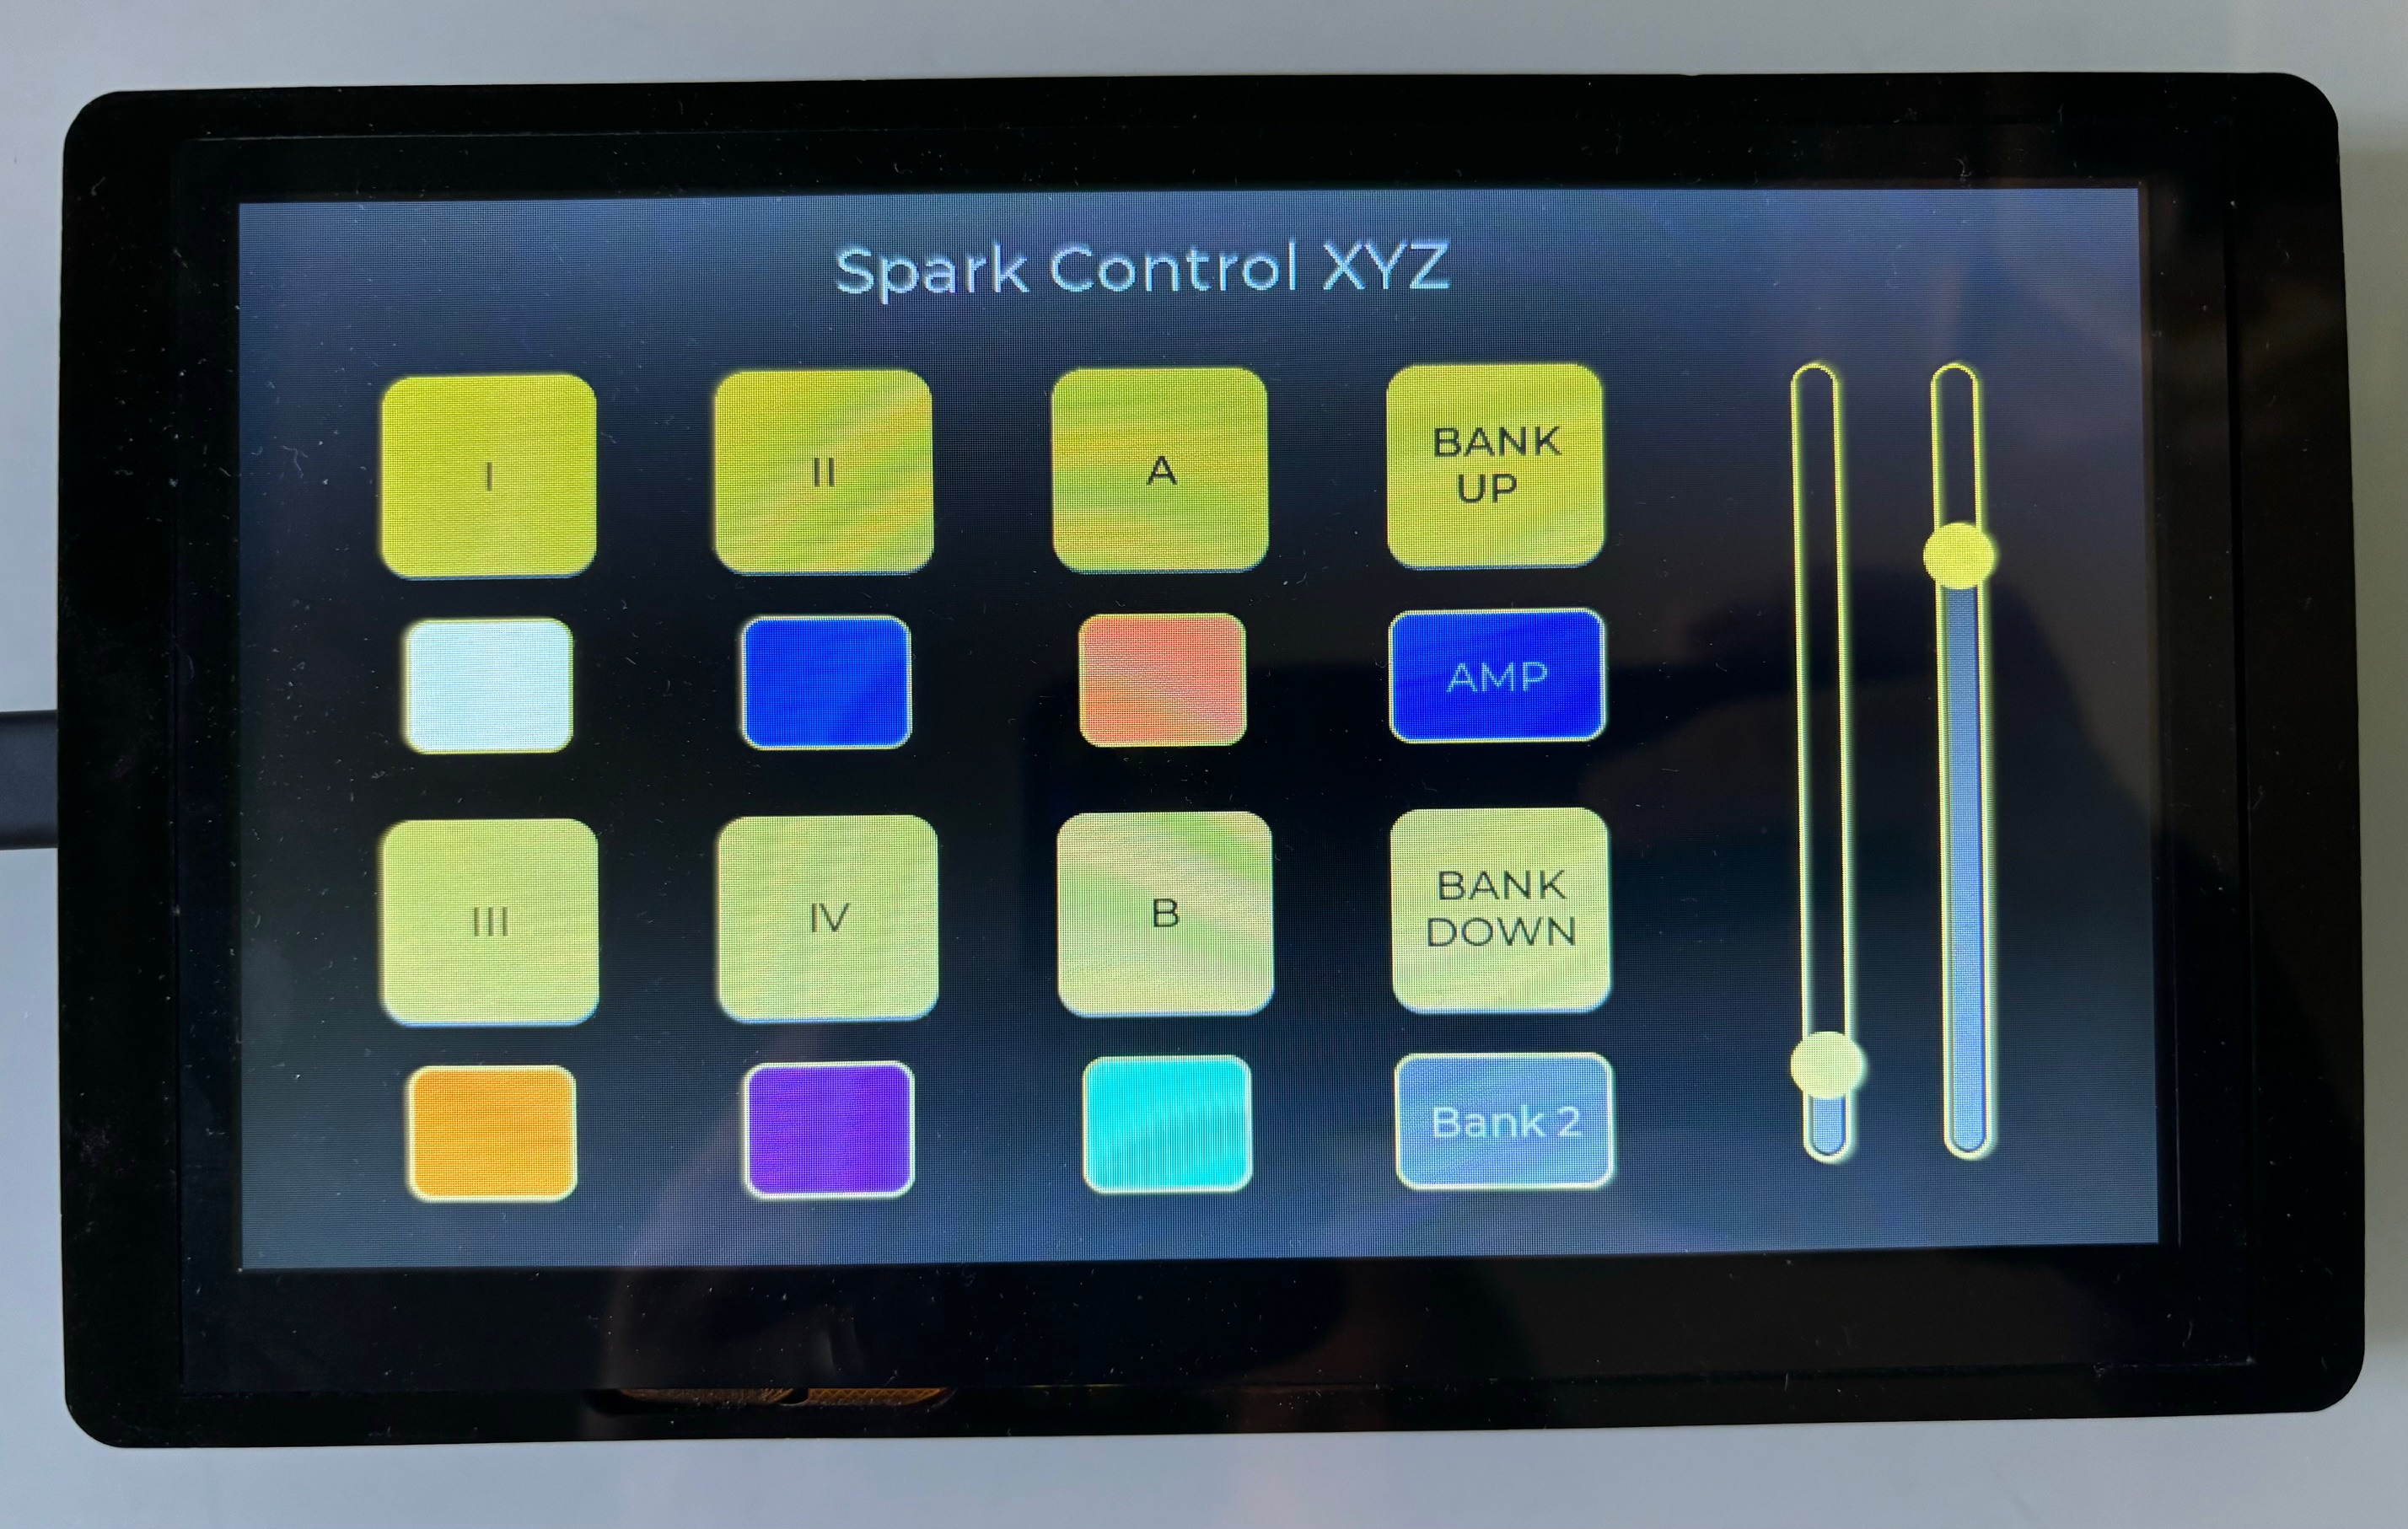 Spark Control XYZ
I
II
A
BANK
UP
AMP
III
IV
B
BANK
DOWN
Bank 2